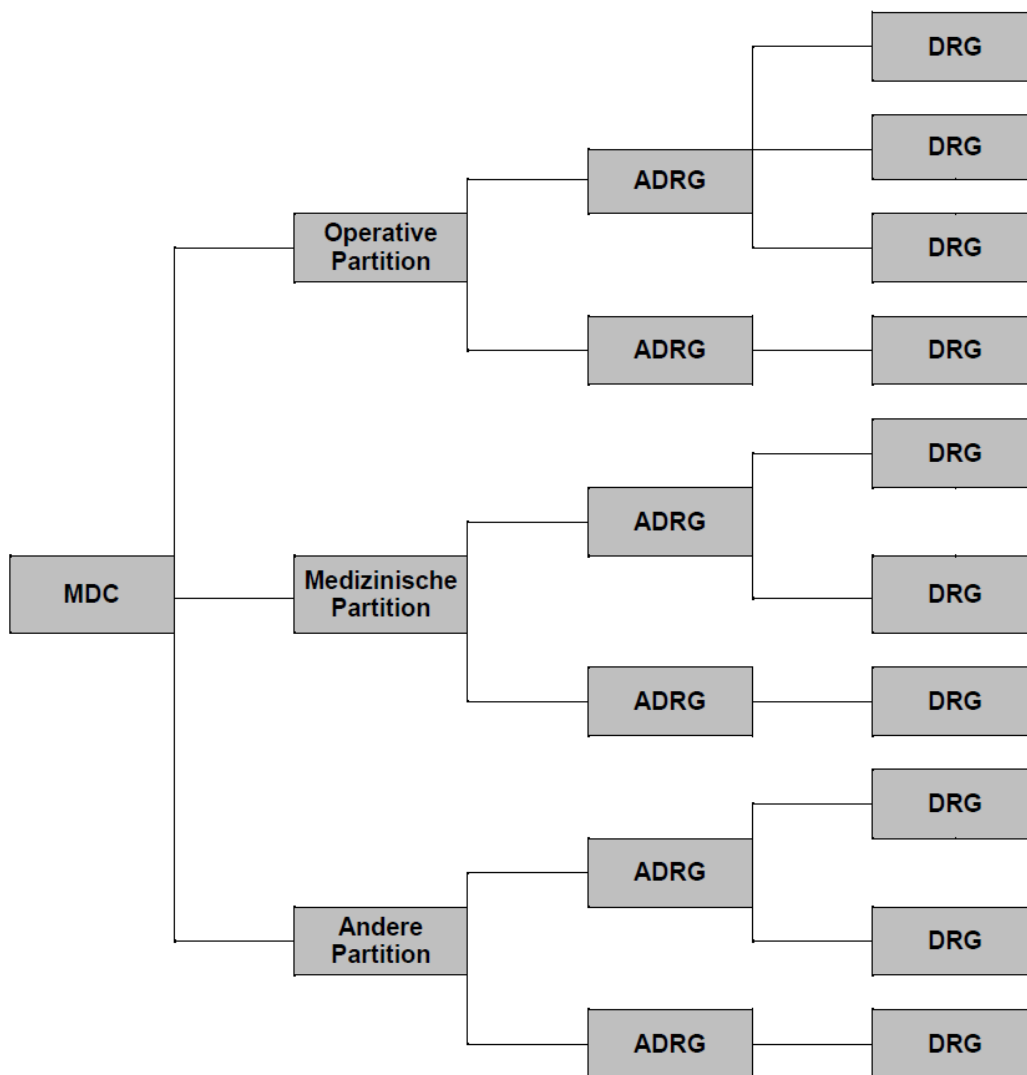 DRG
DRG
ADRG
DRG
Operative
Partition
ADRG
DRG
DRG
ADRG
MDC
Medizinische
Partition
DRG
ADRG
DRG
DRG
ADRG
Andere
Partition
DRG
ADRG
DRG